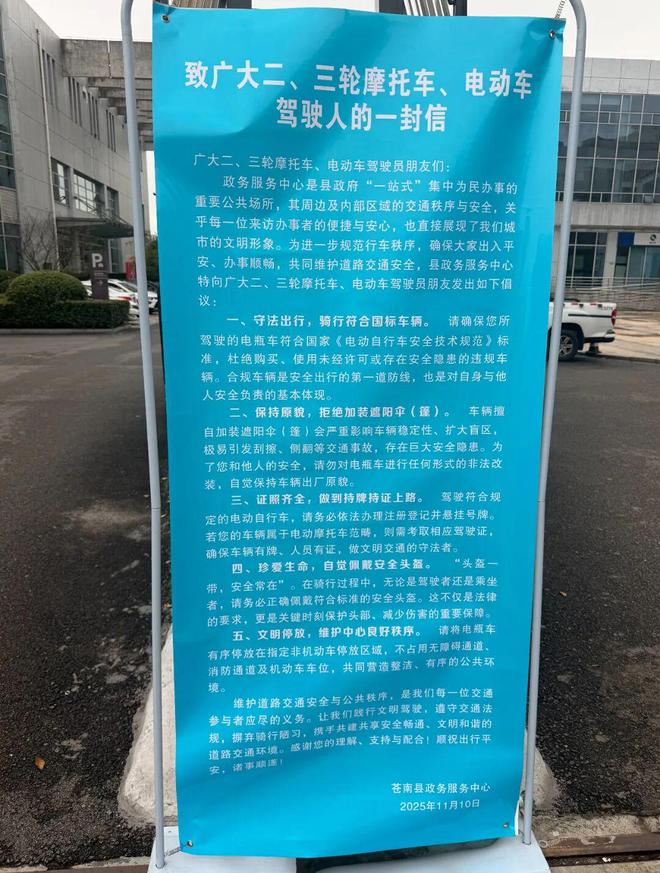 致广大二、三轮摩托车、电动车
驾驶人的一封信
广大二、三轮摩托车、电动车驾驶员朋友们：
政务服务中心是县政府“一站式”集中为民办事的
重要公共场所，其周边及内部区域的交通秩序与安全，关
乎每一位来访办事者的便捷与安心，也直接展现了我们城
市的文明形象。为进一步规范行车秩序，确保大家出入平
安、办事顺畅，共同维护道路交通安全，县政务服务中心
特向广大二、三轮摩托车、电动车驾驶员朋友发出如下倡
议：
一、守法出行，骑行符合国标车辆。 请确保您所
驾驶的电瓶车符合国家《电动自行车安全技术规范》标
准，杜绝购买、使用未经许可或存在安全隐患的违规车
辆。合规车辆是安全出行的第一道防线，也是对自身与他
人安全负责的基本体现。
二、保持原貌，拒绝加装遮阳伞（篷）。 车辆擅
自加装遮阳伞（篷）会严重影响车辆稳定性、扩大盲区，
极易引发刮擦、侧翻等交通事故，存在巨大安全隐患。为
了您和他人的安全，请勿对电瓶车进行任何形式的非法改
装，自觉保持车辆出厂原貌。
三、证照齐全，做到持牌持证上路。 驾驶符合规
定的电动自行车，请务必依法办理注册登记并悬挂号牌。
若您的车辆属于电动摩托车范畴，则需考取相应驾驶证，
确保车辆有牌、人员有证，做文明交通的守法者。
四、珍爱生命，自觉佩戴安全头盔。 “头盔一
带，安全常在”。在骑行过程中，无论是驾驶者还是乘坐
者，请务必正确佩戴符合标准的安全头盔。这不仅是法律
的要求，更是关键时刻保护头部、减少伤害的重要保障。
五、文明停放，维护中心良好秩序。 请将电瓶车
有序停放在指定非机动车停放区域，不占用无障碍通道、
消防通道及机动车车位，共同营造整洁、有序的公共环
境。
维护道路交通安全与公共秩序，是我们每一位交通
参与者应尽的义务。让我们践行文明驾驶，遵守交通法
规，摒弃骑行陋习，携手共建共享安全畅通、文明和谐的
道路交通环境。感谢您的理解、支持与配合！顺祝出行平
安，诸事顺遂！
苍南县政务服务中心
2025年11月10日
P